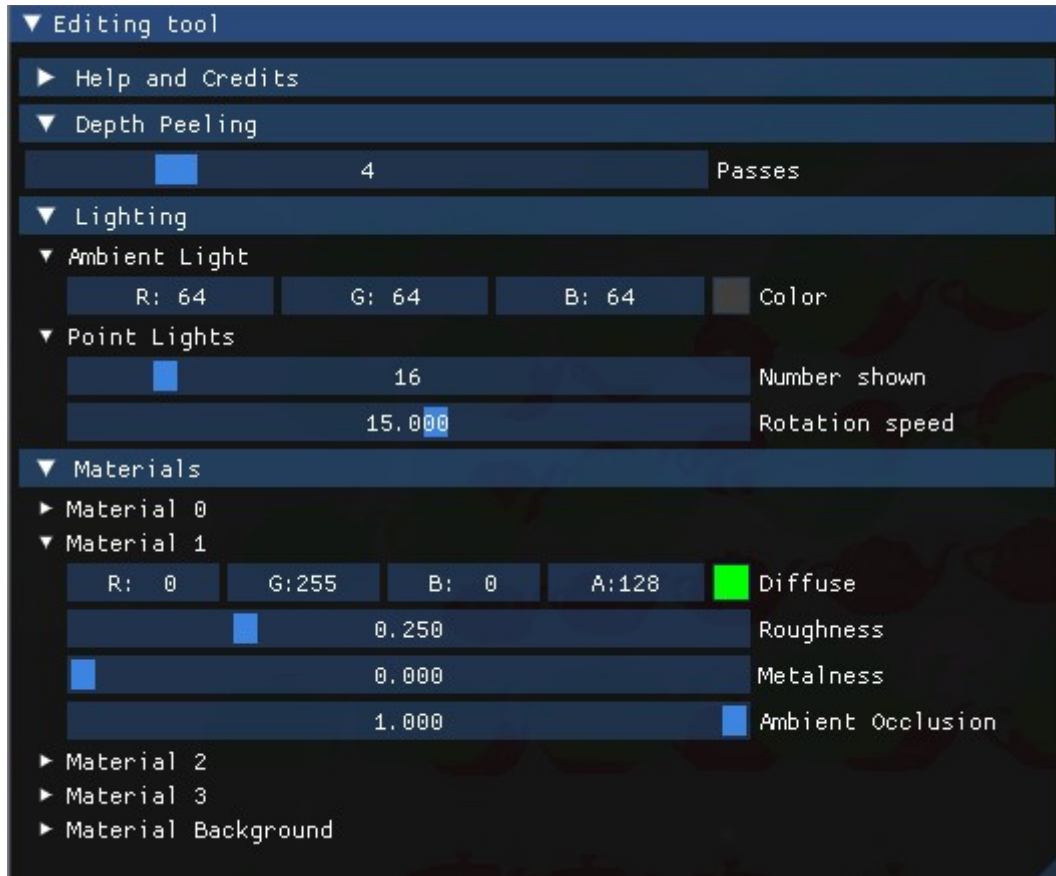 Editing tool
Help and Credits
Depth Peeling
4 Passes
Lighting
Ambient Light
R: 64 G: 64 B: 64 Color
Point Lights
16 Number shown
15.000 Rotation speed
Materials
Material 0
Material 1
R: 0 G:255 B: 0 A:128 Diffuse
0.250 Roughness
0.000 Metalness
1.000 Ambient Occlusion
Material 2
Material 3
Material Background